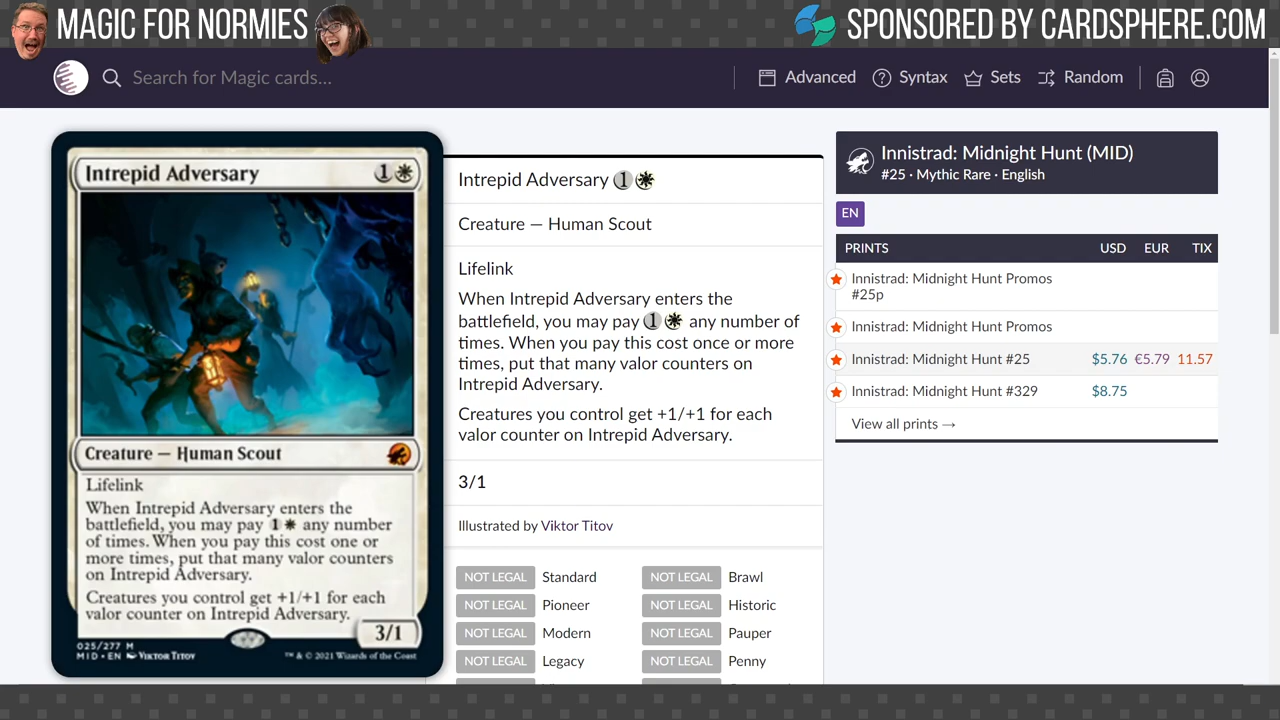 MAGIC FOR NORMIES
SPONSORED BY CARDSPHERE.COM
Search for Magic cards...
Advanced
Syntax
Sets
Random
Intrepid Adversary 1
Creature — Human Scout
Lifelink
When Intrepid Adversary enters the
battlefield, you may pay 1 any number
of times. When you pay this cost one or
more times, put that many valor counters
on Intrepid Adversary.
Creatures you control get +1/+1 for each
valor counter on Intrepid Adversary.
3/1
025/277 M
MID • EN Viktor Titov
™ & © 2021 Wizards of the Coast
Intrepid Adversary 1
Creature — Human Scout
Lifelink
When Intrepid Adversary enters the
battlefield, you may pay 1 any number of
times. When you pay this cost once or more
times, put that many valor counters on
Intrepid Adversary.
Creatures you control get +1/+1 for each
valor counter on Intrepid Adversary.
3/1
Illustrated by Viktor Titov
NOT LEGAL Standard NOT LEGAL Brawl
NOT LEGAL Pioneer NOT LEGAL Historic
NOT LEGAL Modern NOT LEGAL Pauper
NOT LEGAL Legacy NOT LEGAL Penny
Innistrad: Midnight Hunt (MID)
#25 · Mythic Rare · English
EN
PRINTS USD EUR TIX
Innistrad: Midnight Hunt Promos
#25p
Innistrad: Midnight Hunt Promos
Innistrad: Midnight Hunt #25 $5.76 €5.79 11.57
Innistrad: Midnight Hunt #329 $8.75
View all prints →